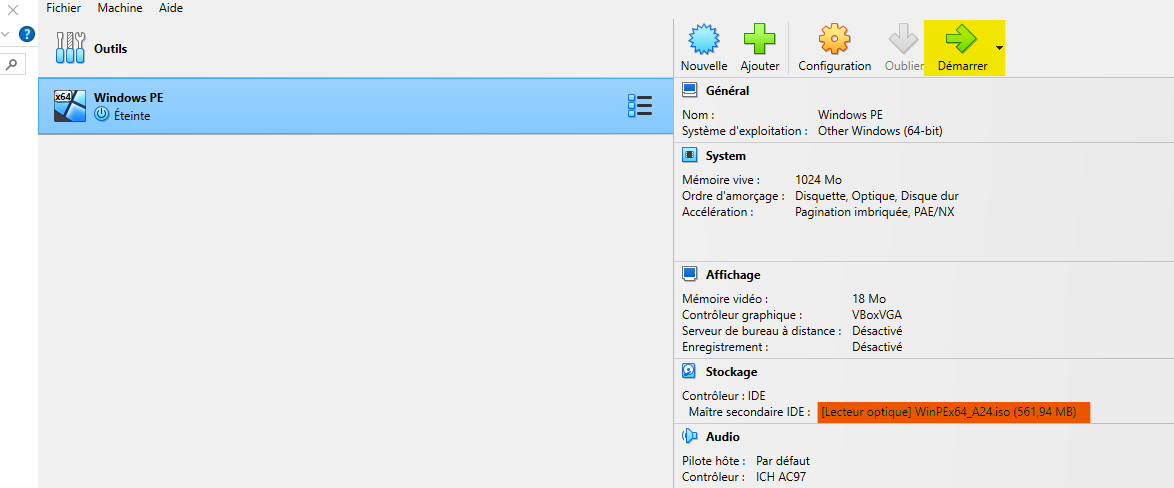 Fichier Machine Aide
?
Outils
x64
Windows PE
Éteinte
Nouvelle Ajouter Configuration Oublier Démarrer
Général
Nom : Windows PE
Système d'exploitation : Other Windows (64-bit)
System
Mémoire vive : 1024 Mo
Ordre d'amorçage : Disquette, Optique, Disque dur
Accélération : Pagination imbriquée, PAE/NX
Affichage
Mémoire vidéo : 18 Mo
Contrôleur graphique : VBoxVGA
Serveur de bureau à distance : Désactivé
Enregistrement : Désactivé
Stockage
Contrôleur : IDE
Maître secondaire IDE : [Lecteur optique] WinPEx64_A24.iso (561,94 MB)
Audio
Pilote hôte : Par défaut
Contrôleur : ICH AC97